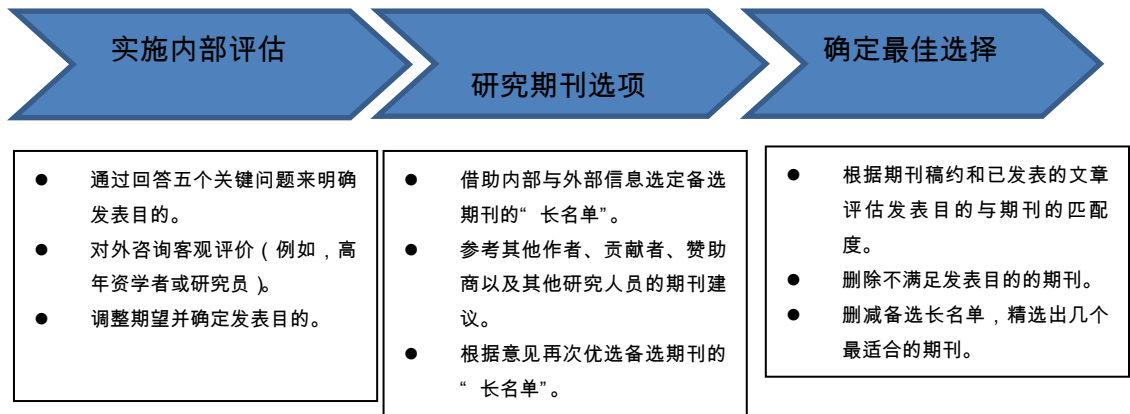 实施内部评估
研究期刊选项
确定最佳选择
● 通过回答五个关键问题来明确
发表目的。
● 对外咨询客观评价（例如，高
年资学者或研究员）。
● 调整期望并确定发表目的。
● 借助内部与外部信息选定备选
期刊的“ 长名单”。
● 参考其他作者、贡献者、赞助
商以及其他研究人员的期刊建
议。
● 根据意见再次优选备选期刊的
“ 长名单”。
● 根据期刊稿约和已发表的文章
评估发表目的与期刊的匹配
度。
● 删除不满足发表目的的期刊。
● 删减备选长名单，精选出几个
最适合的期刊。